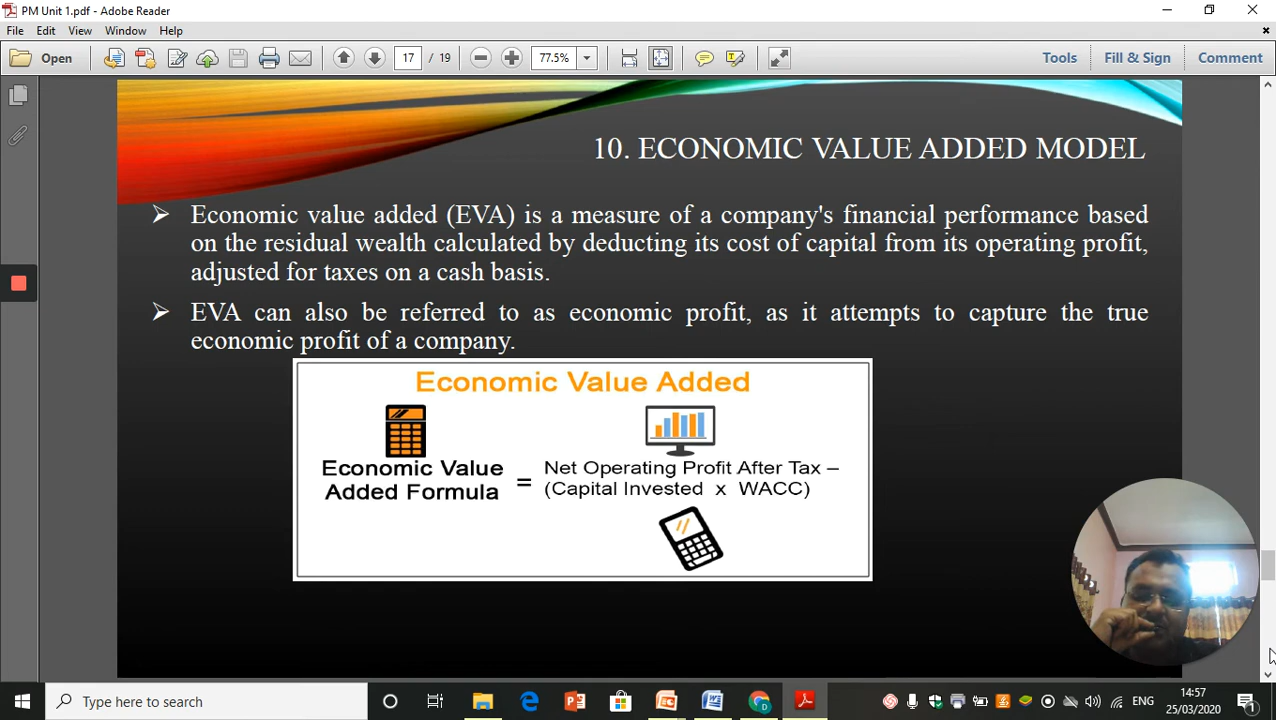 PM Unit 1.pdf - Adobe Reader
File Edit View Window Help
Open 17 / 19 77.5% Tools Fill & Sign Comment
10. ECONOMIC VALUE ADDED MODEL
Economic value added (EVA) is a measure of a company's financial performance based
on the residual wealth calculated by deducting its cost of capital from its operating profit,
adjusted for taxes on a cash basis.
EVA can also be referred to as economic profit, as it attempts to capture the true
economic profit of a company.
Economic Value Added
Economic Value
Added Formula
=
Net Operating Profit After Tax –
(Capital Invested x WACC)
Type here to search
ENG
14:57
25/03/2020